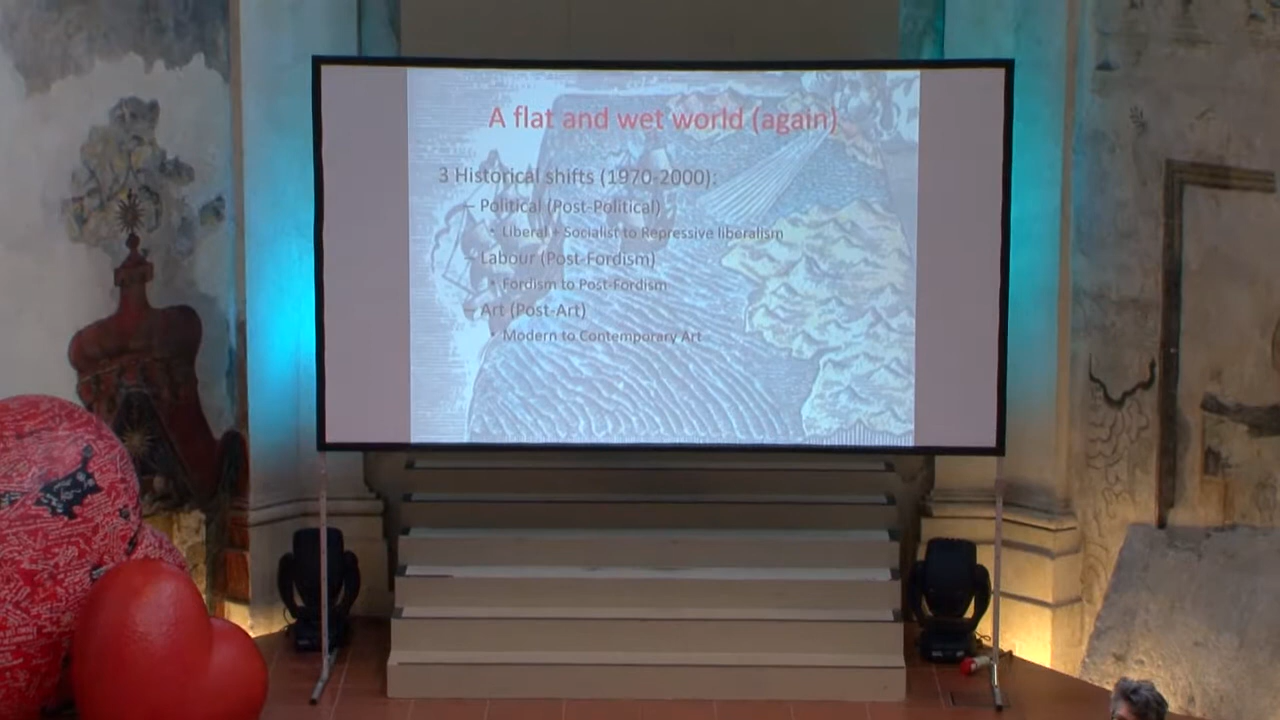 A flat and wet world (again)
3 Historical shifts (1970-2000):
– Political (Post-Political)
• Liberal + Socialist to Repressive liberalism
– Labour (Post-Fordism)
• Fordism to Post-Fordism
– Art (Post-Art)
• Modern to Contemporary Art